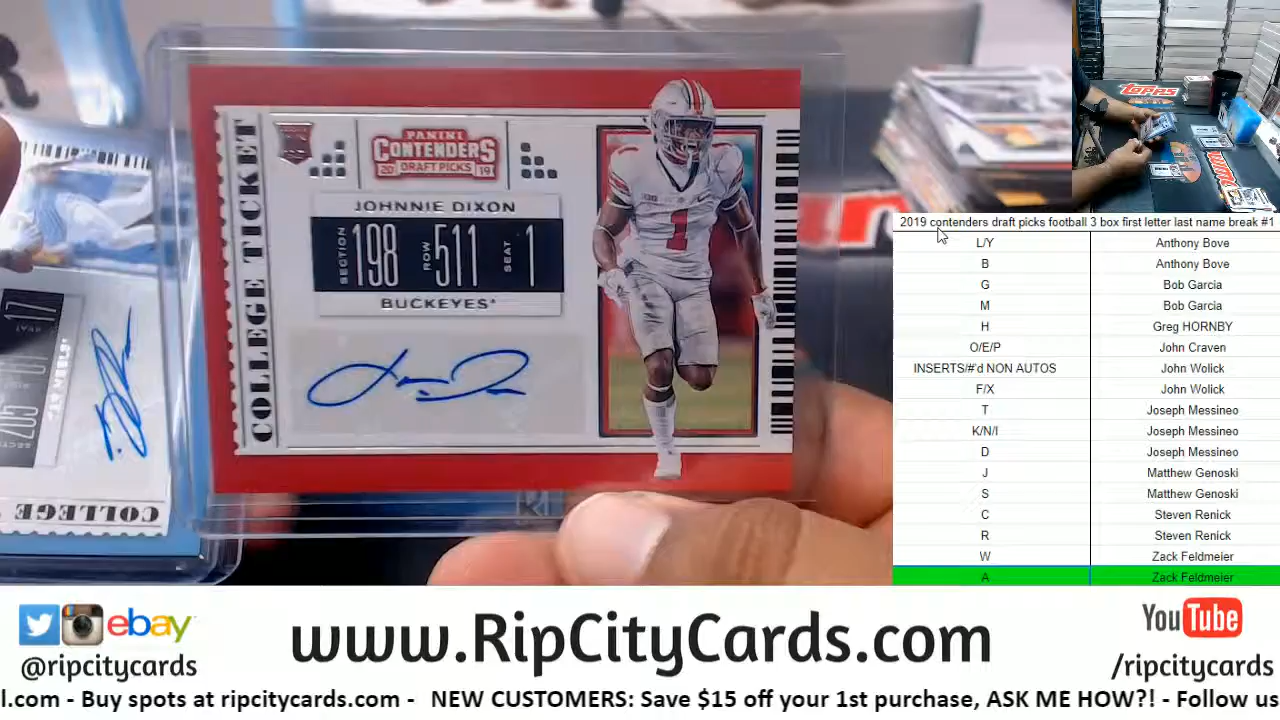 COLLEGE TICKET
PANINI
CONTENDERS
20 DRAFT PICKS 19
JOHNNIE DIXON
SECTION 198 ROW 511 SEAT 1
BUCKEYES*
1
COLLEGE
topps
2019 contenders draft picks football 3 box first letter last name break #1
L/Y Anthony Bove
B Anthony Bove
G Bob Garcia
M Bob Garcia
H Greg HORNBY
O/E/P John Craven
INSERTS/#'d NON AUTOS John Wolick
F/X John Wolick
T Joseph Messineo
K/N/I Joseph Messineo
D Joseph Messineo
J Matthew Genoski
S Matthew Genoski
C Steven Renick
R Steven Renick
W Zack Feldmeier
A Zack Feldmeier
ebay
@ripcitycards
www.RipCityCards.com
YouTube
/ripcitycards
l.com - Buy spots at ripcitycards.com - NEW CUSTOMERS: Save $15 off your 1st purchase, ASK ME HOW?! - Follow us